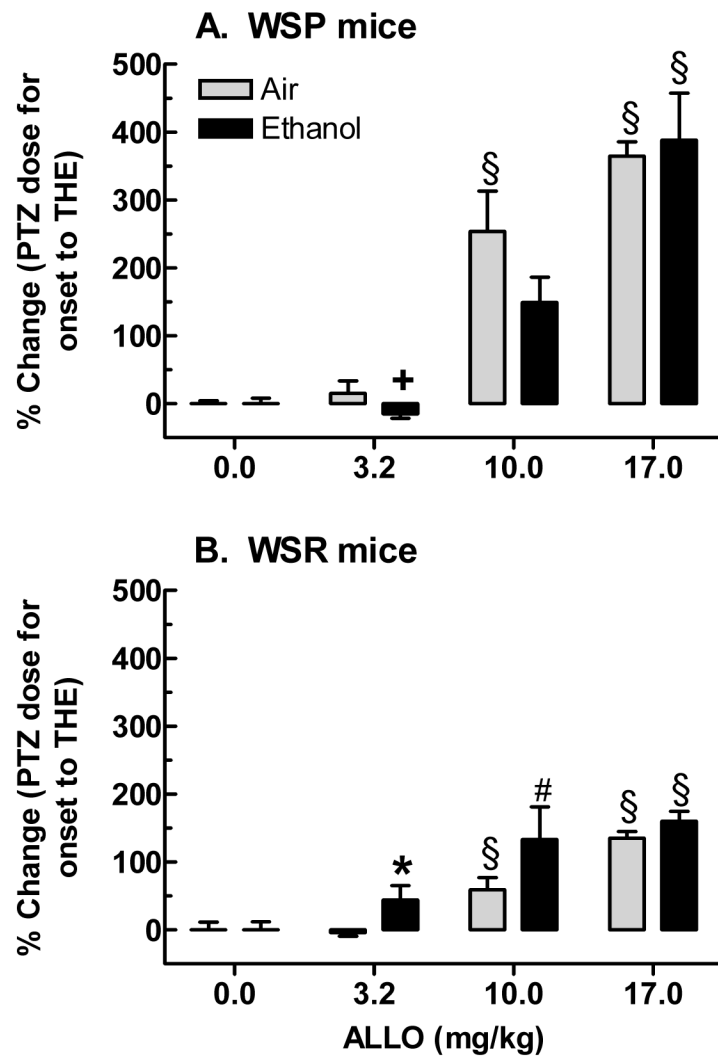 A. WSP mice
% Change (PTZ dose for
onset to THE)
500
400
300
200
100
0
Air
Ethanol
+
§
§
§
0.0 3.2 10.0 17.0
B. WSR mice
% Change (PTZ dose for
onset to THE)
500
400
300
200
100
0
*
§
#
§
§
0.0 3.2 10.0 17.0
ALLO (mg/kg)